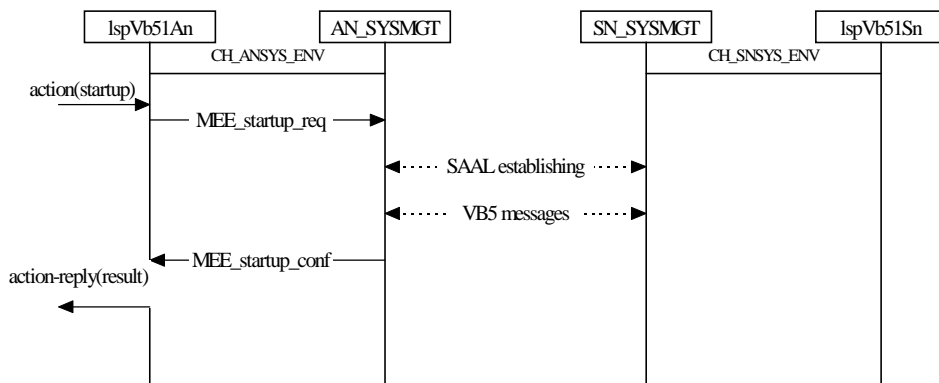 lspVb51An
AN_SYSMGT
SN_SYSMGT
lspVb51Sn
CH_ANSYS_ENV
CH_SNSYS_ENV
action(startup)
MEE_startup_req
SAAL establishing
VB5 messages
MEE_startup_conf
action-reply(result)